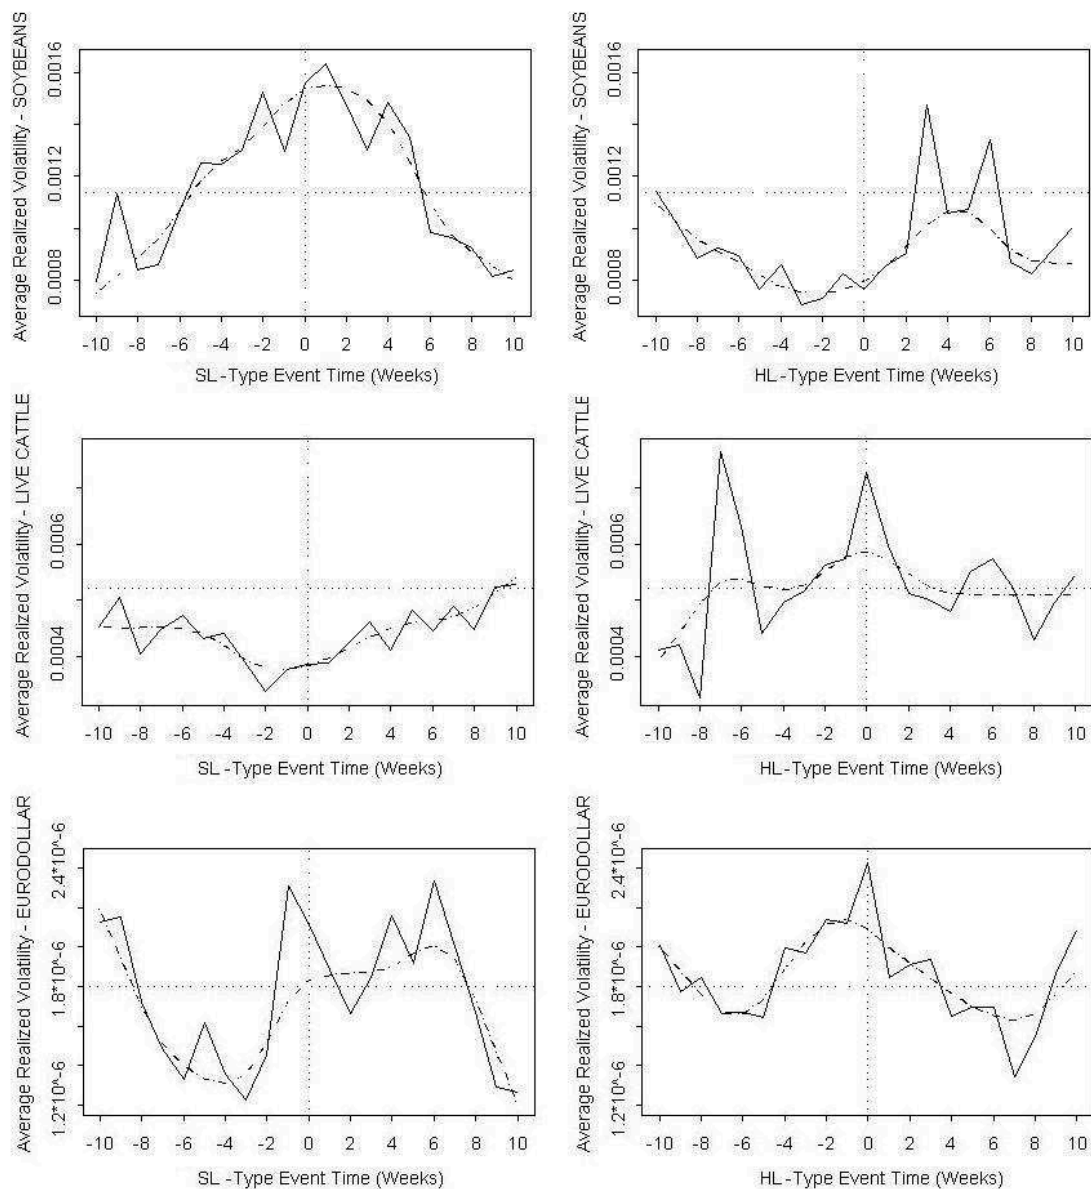 Average Realized Volatility - SOYBEANS
0.0016
0.0012
0.0008
-10 -8 -6 -4 -2 0 2 4 6 8 10
SL -Type Event Time (Weeks)
Average Realized Volatility - SOYBEANS
0.0016
0.0012
0.0008
-10 -8 -6 -4 -2 0 2 4 6 8 10
HL -Type Event Time (Weeks)
Average Realized Volatility - LIVE CATTLE
0.0006
0.0004
-10 -8 -6 -4 -2 0 2 4 6 8 10
SL -Type Event Time (Weeks)
Average Realized Volatility - LIVE CATTLE
0.0006
0.0004
-10 -8 -6 -4 -2 0 2 4 6 8 10
HL -Type Event Time (Weeks)
Average Realized Volatility - EURODOLLAR
2.4*10^-6
1.8*10^-6
1.2*10^-6
-10 -8 -6 -4 -2 0 2 4 6 8 10
SL -Type Event Time (Weeks)
Average Realized Volatility - EURODOLLAR
2.4*10^-6
1.8*10^-6
1.2*10^-6
-10 -8 -6 -4 -2 0 2 4 6 8 10
HL -Type Event Time (Weeks)